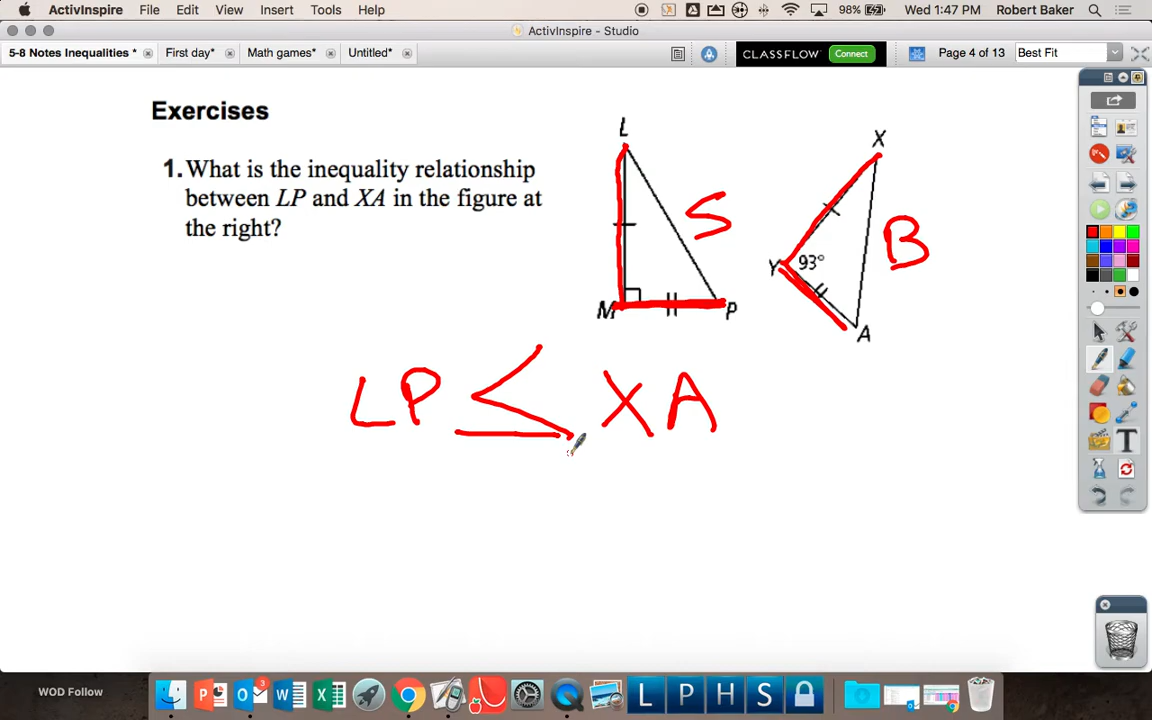 ActivInspire File Edit View Insert Tools Help 98% Wed 1:47 PM Robert Baker
ActivInspire - Studio
5-8 Notes Inequalities * First day* Math games* Untitled* CLASSFLOW Connect Page 4 of 13 Best Fit
Exercises
1. What is the inequality relationship
between LP and XA in the figure at
the right?
L
X
S
B
Y 93°
M P
A
LP ≤ XA
WOD Follow
3
L P H S